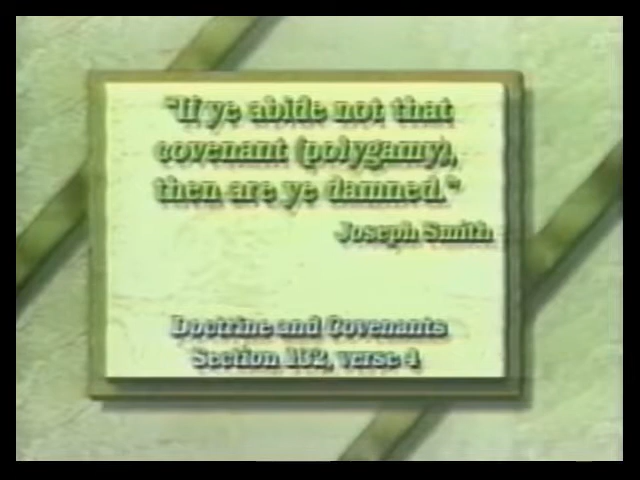 "If ye abide not that
covenant (polygamy),
then are ye damned."
Joseph Smith
Doctrine and Covenants
Section 132, verse 4